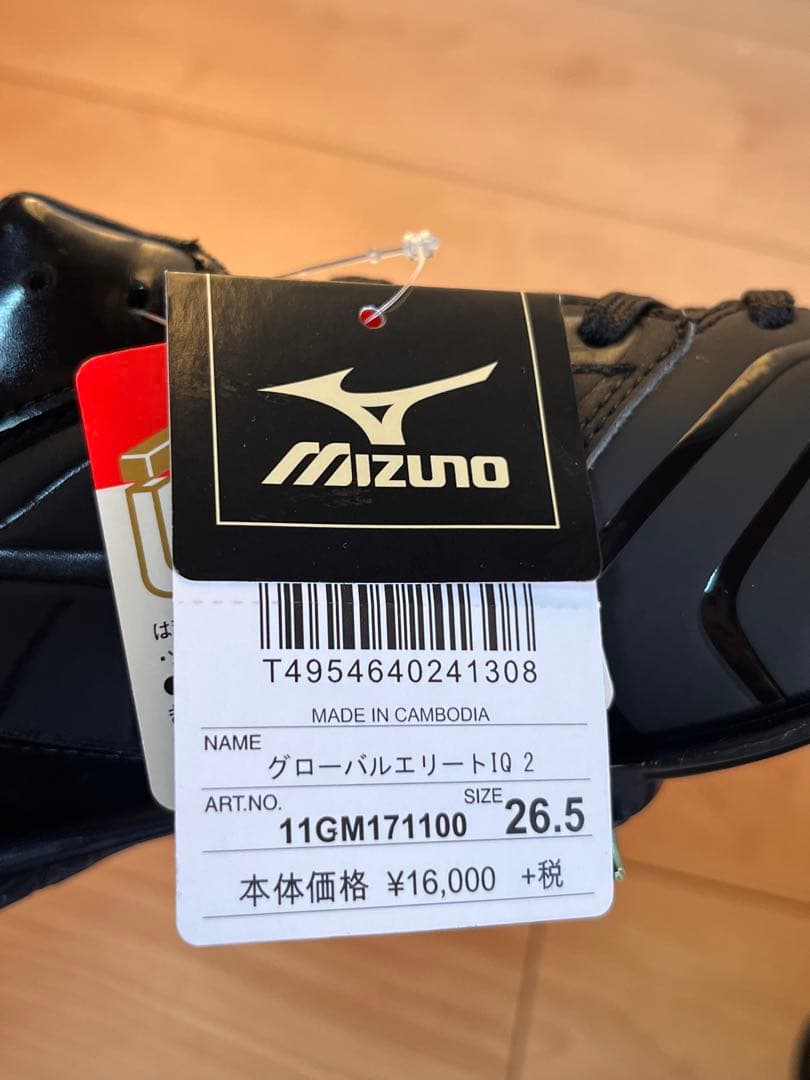 MIZUNO
T4954640241308
MADE IN CAMBODIA
NAME
グローバルエリートIQ 2
ART.NO. 11GM171100 SIZE 26.5
本体価格 ¥16,000 +税
は